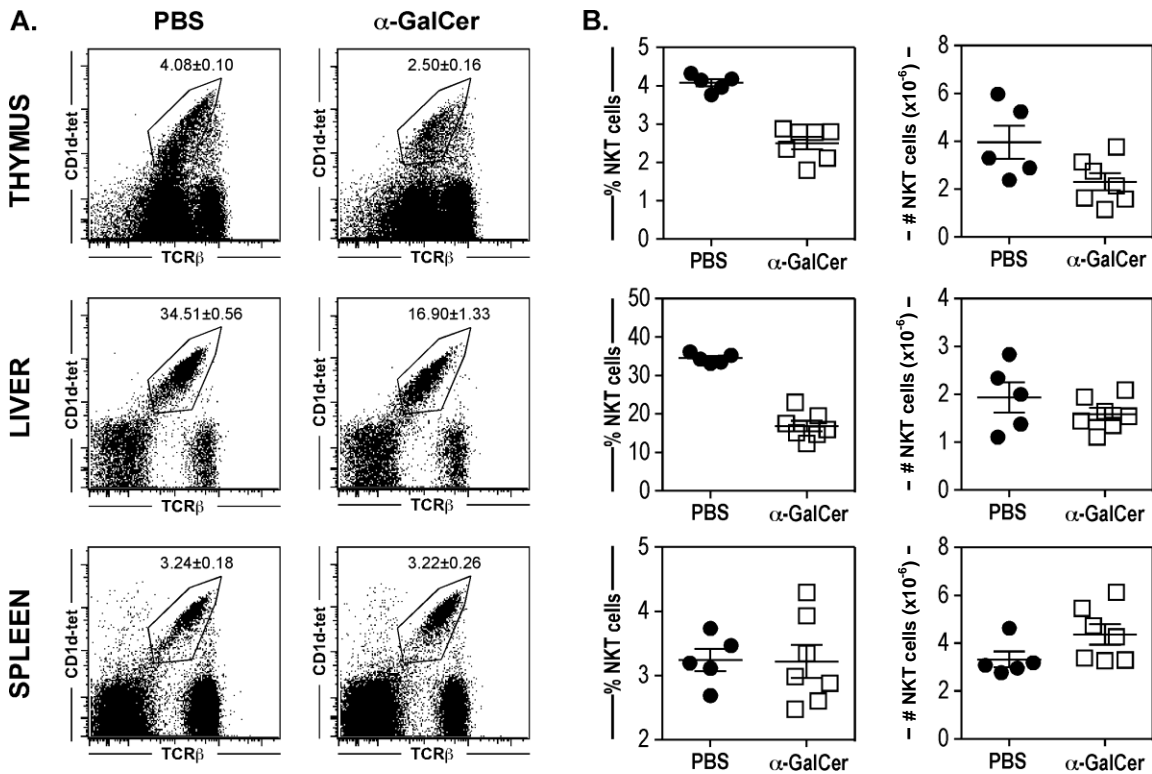 A.
PBS
α-GalCer
B.
THYMUS
CD1d-tet
4.08±0.10
TCRβ
CD1d-tet
2.50±0.16
TCRβ
% NKT cells
5
4
3
2
1
0
PBS
α-GalCer
# NKT cells (x10⁻⁶)
8
6
4
2
0
PBS
α-GalCer
LIVER
CD1d-tet
34.51±0.56
TCRβ
CD1d-tet
16.90±1.33
TCRβ
% NKT cells
50
40
30
20
10
0
PBS
α-GalCer
# NKT cells (x10⁻⁶)
4
3
2
1
0
PBS
α-GalCer
SPLEEN
CD1d-tet
3.24±0.18
TCRβ
CD1d-tet
3.22±0.26
TCRβ
% NKT cells
5
4
3
2
PBS
α-GalCer
# NKT cells (x10⁻⁶)
8
6
4
2
0
PBS
α-GalCer